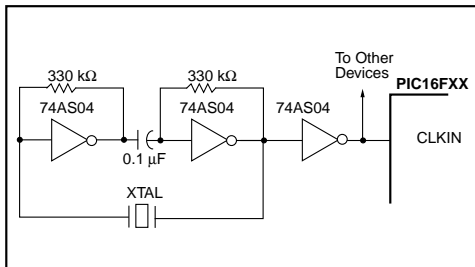 To Other
Devices
330 kΩ
330 kΩ
PIC16FXX
74AS04
74AS04
74AS04
CLKIN
0.1 µF
XTAL